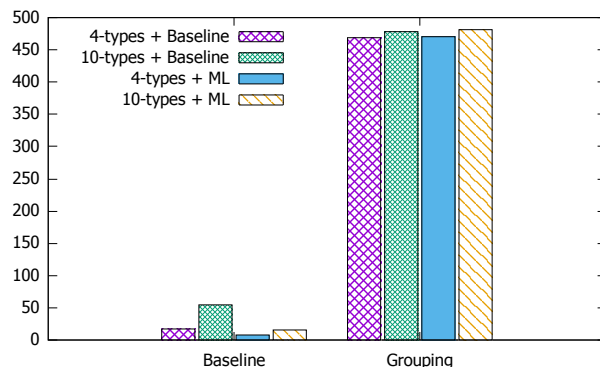 500
450
400
350
300
250
200
150
100
50
0
4-types + Baseline
10-types + Baseline
4-types + ML
10-types + ML
Baseline
Grouping